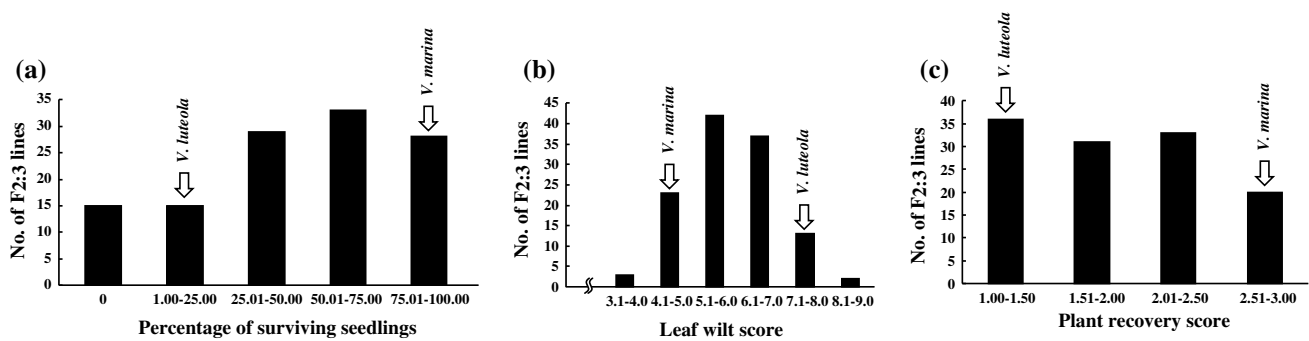 (a)
No. of F2:3 lines
35
30
25
20
15
10
5
0
V. luteola
V. marina
0 1.00-25.00 25.01-50.00 50.01-75.00 75.01-100.00
Percentage of surviving seedlings
(b)
No. of F2:3 lines
45
40
35
30
25
20
15
10
5
0
V. marina
V. luteola
3.1-4.0 4.1-5.0 5.1-6.0 6.1-7.0 7.1-8.0 8.1-9.0
Leaf wilt score
(c)
No. of F2:3 lines
40
35
30
25
20
15
10
5
0
V. luteola
V. marina
1.00-1.50 1.51-2.00 2.01-2.50 2.51-3.00
Plant recovery score